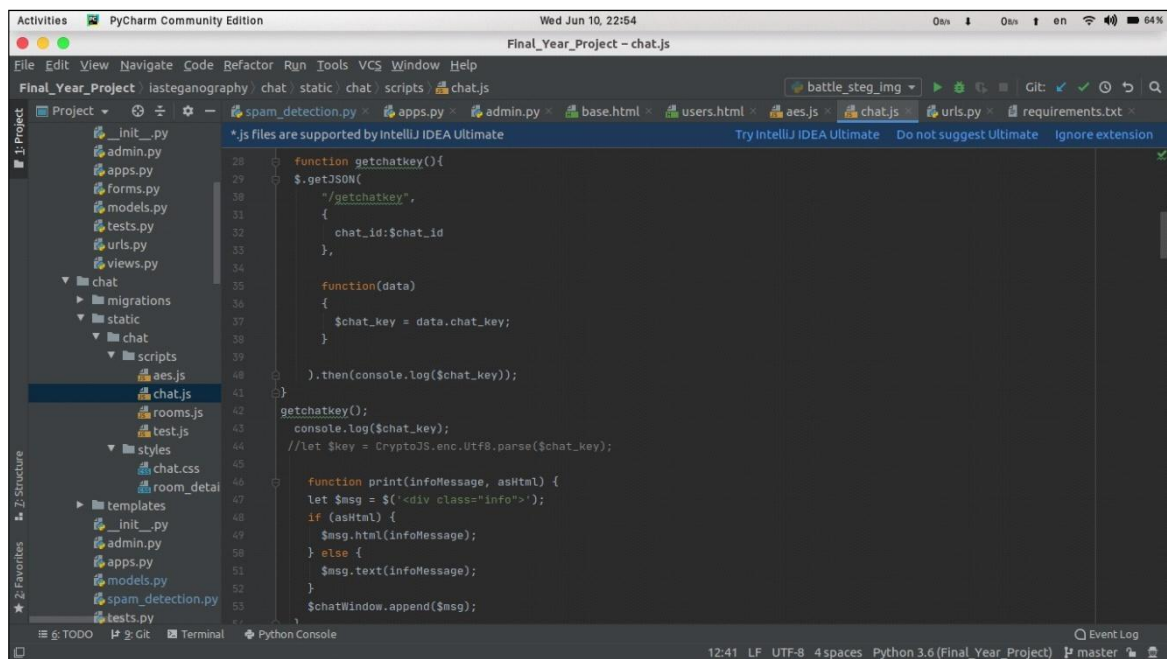 Activities PyCharm Community Edition Wed Jun 10, 22:54 0B/s 0B/s en 64%
Final_Year_Project – chat.js
File Edit View Navigate Code Refactor Run Tools VCS Window Help
Final_Year_Project iasteganography chat static chat scripts chat.js battle_steg_img Git:
Project spam_detection.py apps.py admin.py base.html users.html aes.js chat.js urls.py requirements.txt
*.js files are supported by IntelliJ IDEA Ultimate Try IntelliJ IDEA Ultimate Do not suggest Ultimate Ignore extension
1: Project
7: Structure
2: Favorites
__init__.py
admin.py
apps.py
forms.py
models.py
tests.py
urls.py
views.py
chat
migrations
static
chat
scripts
aes.js
chat.js
rooms.js
test.js
styles
chat.css
room_detai
templates
__init__.py
admin.py
apps.py
models.py
spam_detection.py
tests.py
28 function getchatkey(){
29 $.getJSON(
30 "/getchatkey",
31 {
32 chat_id:$chat_id
33 },
34
35 function(data)
36 {
37 $chat_key = data.chat_key;
38 }
39
40 ).then(console.log($chat_key));
41 }
42 getchatkey();
43 console.log($chat_key);
44 //let $key = CryptoJS.enc.Utf8.parse($chat_key);
45
46 function print(infoMessage, asHtml) {
47 let $msg = $('<div class="info">');
48 if (asHtml) {
49 $msg.html(infoMessage);
50 } else {
51 $msg.text(infoMessage);
52 }
53 $chatWindow.append($msg);
}
6: TODO 9: Git Terminal Python Console Event Log
12:41 LF UTF-8 4 spaces Python 3.6 (Final_Year_Project) master